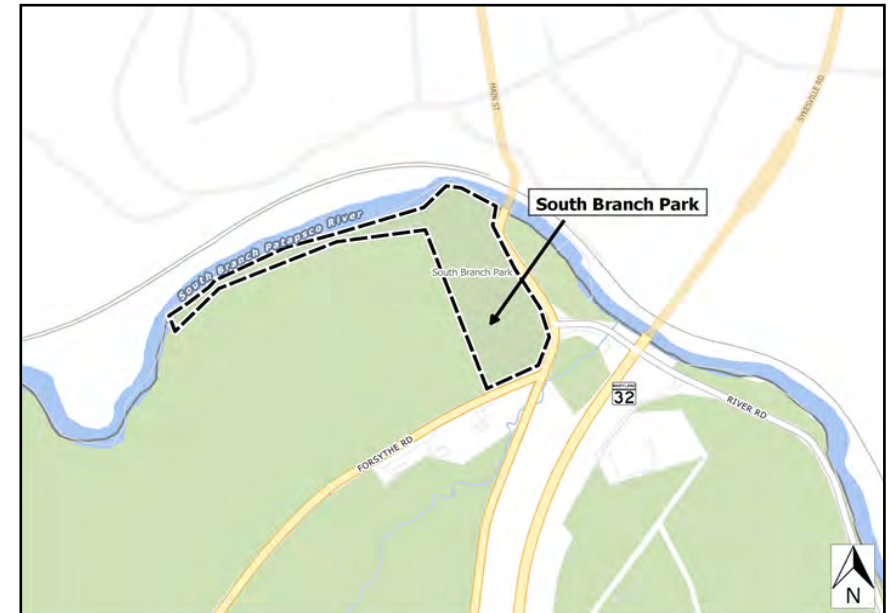 MAIN ST
SYKESVILLE RD
South Branch Park
South Branch Patapsco River
South Branch Park
MARYLAND
32
RIVER RD
FORSYTHE RD
N